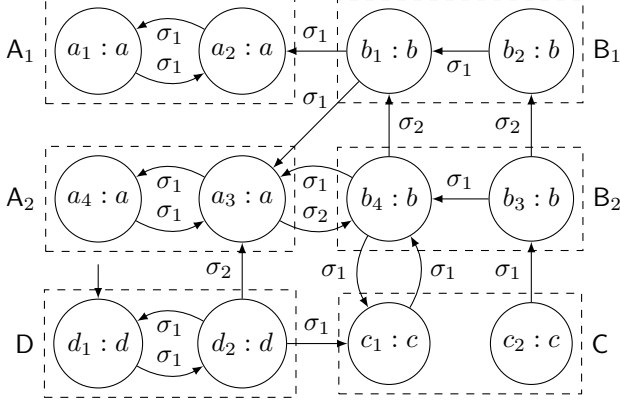 A₁ a₁ : a σ₁ σ₁ a₂ : a σ₁ b₁ : b σ₁ b₂ : b B₁
σ₁ σ₂ σ₂
A₂ a₄ : a σ₁ σ₁ a₃ : a σ₁ σ₂ b₄ : b σ₁ b₃ : b B₂
σ₂ σ₁ σ₁ σ₁
D d₁ : d σ₁ σ₁ d₂ : d σ₁ c₁ : c c₂ : c C